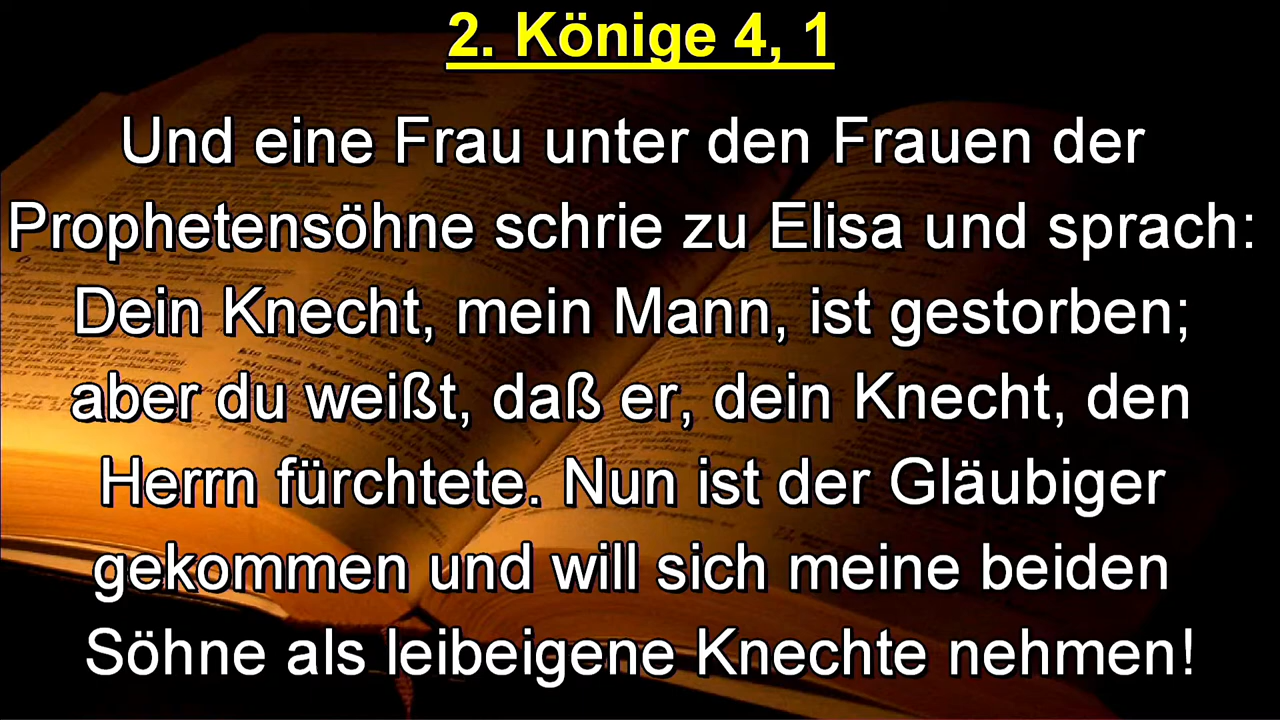 2. Könige 4, 1
Und eine Frau unter den Frauen der
Prophetensöhne schrie zu Elisa und sprach:
Dein Knecht, mein Mann, ist gestorben;
aber du weißt, daß er, dein Knecht, den
Herrn fürchtete. Nun ist der Gläubiger
gekommen und will sich meine beiden
Söhne als leibeigene Knechte nehmen!